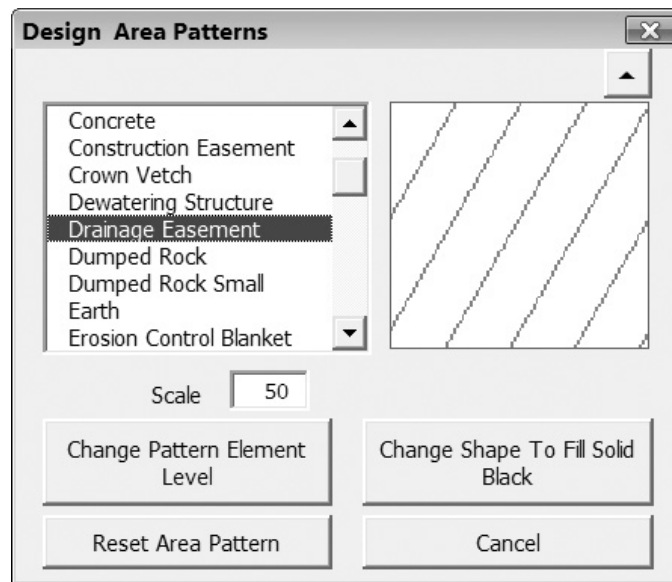 Design Area Patterns
Concrete
Construction Easement
Crown Vetch
Dewatering Structure
Drainage Easement
Dumped Rock
Dumped Rock Small
Earth
Erosion Control Blanket
Scale 50
Change Pattern Element
Level
Change Shape To Fill Solid
Black
Reset Area Pattern
Cancel